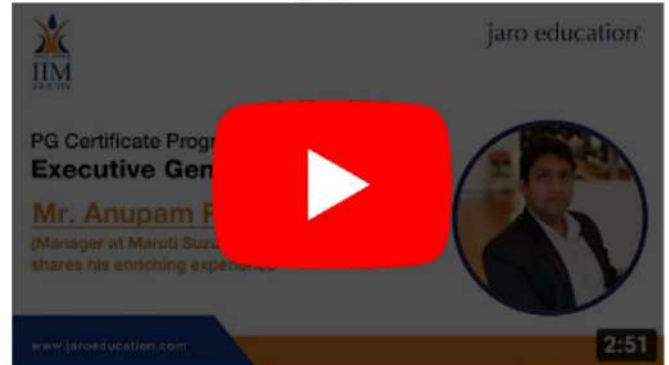 jaro education
IIM
PG Certificate Prog
Executive Gen
Mr. Anupam
(Manager at Maruti Suzu
shares his enriching experience
www.jaroeducation.com
2:51